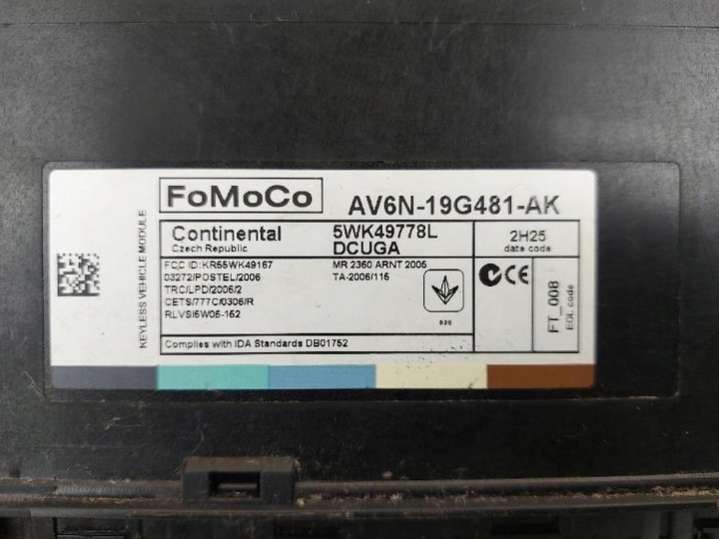 FoMoCo AV6N-19G481-AK
KEYLESS VEHICLE MODULE
Continental 5WK49778L 2H25
Czech Republic DCUGA date code
FCC ID:KR55WK49167 MR 2360 ARNT 2005
03272/POSTEL/2006 TA-2006/115
TRC/LPD/2006/2
CETS/777C/0306/R
RLVSI5W05-152
Complies with IDA Standards DB01752
CE
FT_008
EOL code